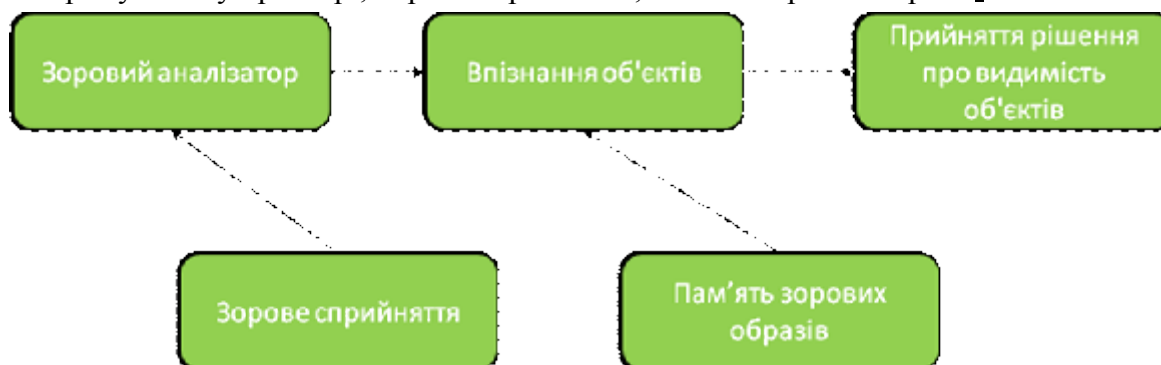 Зоровий аналізатор
Впізнання об'єктів
Прийняття рішення
про видимість
об'єктів
Зорове сприйняття
Пам’ять зорових
образів